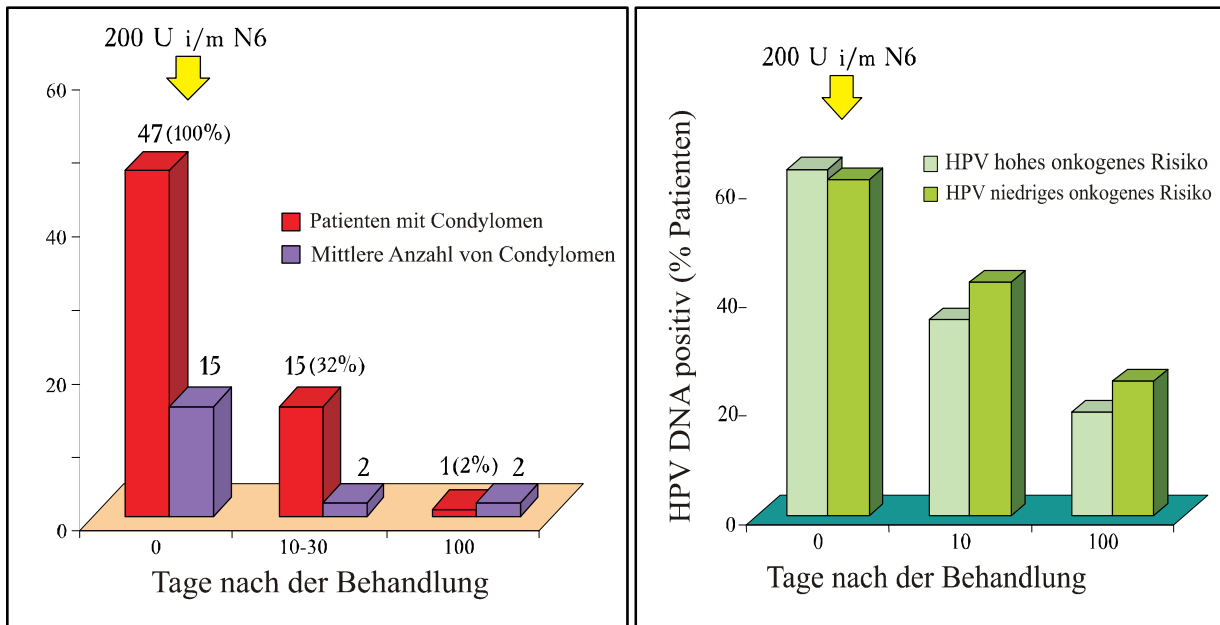 200 U i/m N6
60
40
20
0
47(100%)
15
15(32%)
2
1(2%)
2
Patienten mit Condylomen
Mittlere Anzahl von Condylomen
0
10-30
100
Tage nach der Behandlung
200 U i/m N6
HPV DNA positiv (% Patienten)
60
40
20
0
HPV hohes onkogenes Risiko
HPV niedriges onkogenes Risiko
0
10
100
Tage nach der Behandlung